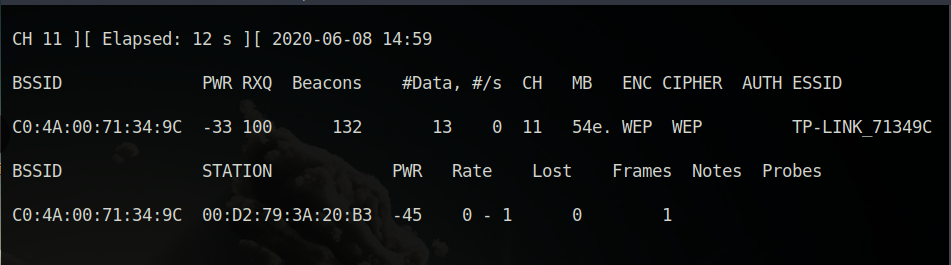 CH 11 ][ Elapsed: 12 s ][ 2020-06-08 14:59
BSSID PWR RXQ Beacons #Data, #/s CH MB ENC CIPHER AUTH ESSID
C0:4A:00:71:34:9C -33 100 132 13 0 11 54e. WEP WEP TP-LINK_71349C
BSSID STATION PWR Rate Lost Frames Notes Probes
C0:4A:00:71:34:9C 00:D2:79:3A:20:B3 -45 0 - 1 0 1